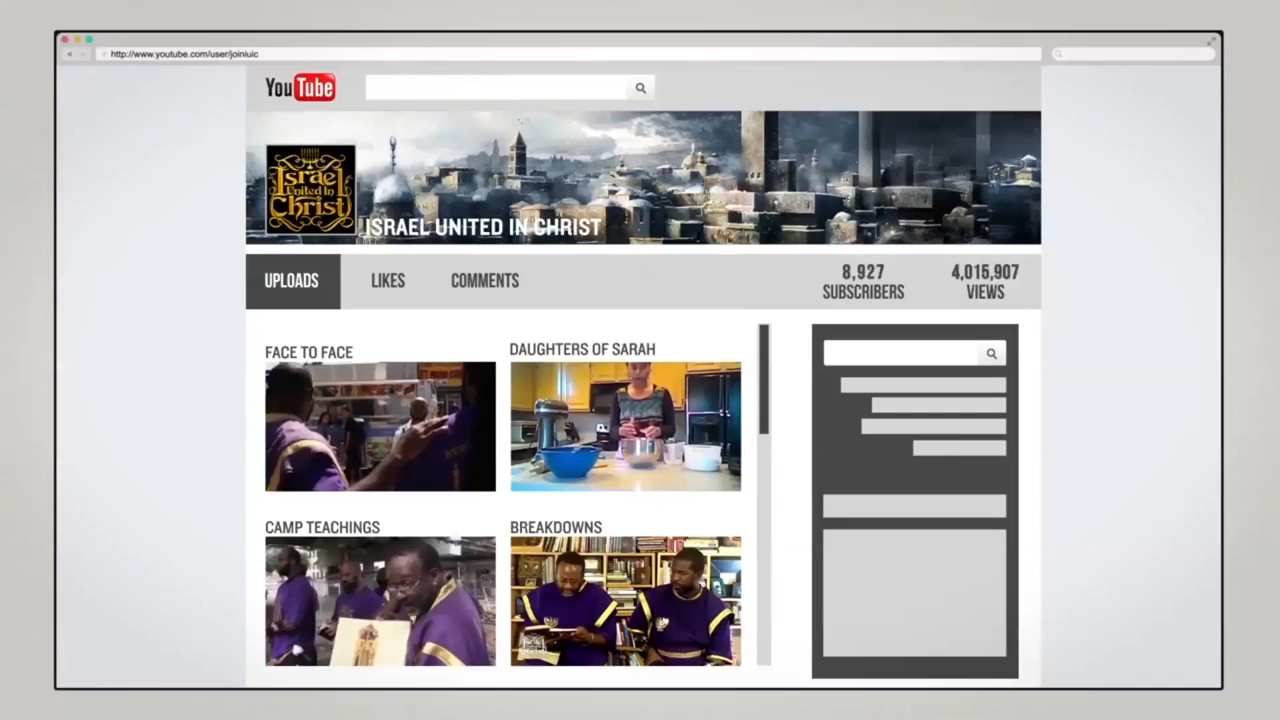 http://www.youtube.com/user/joiniuic
YouTube
Israel
United In
Christ
ISRAEL UNITED IN CHRIST
UPLOADS
LIKES
COMMENTS
8,927
SUBSCRIBERS
4,015,907
VIEWS
FACE TO FACE
DAUGHTERS OF SARAH
CAMP TEACHINGS
BREAKDOWNS